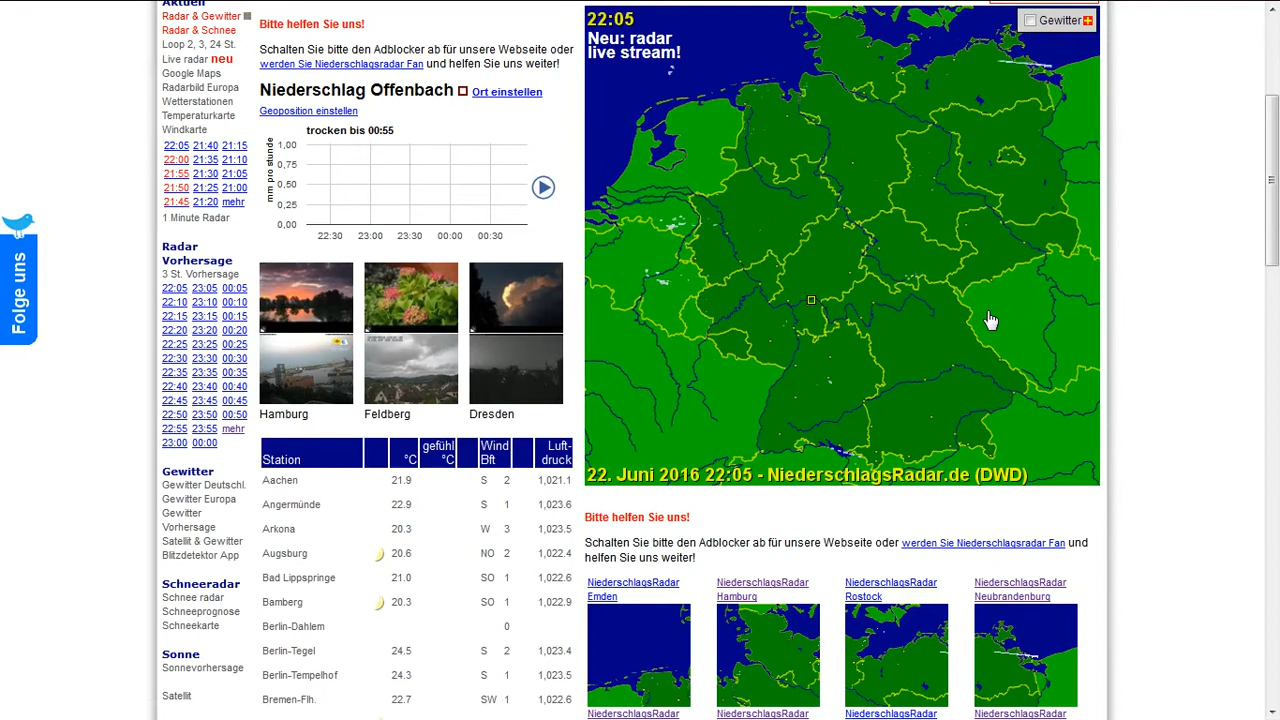 Aktuell
Radar & Gewitter
Radar & Schnee
Loop 2, 3, 24 St.
Live radar neu
Google Maps
Radarbild Europa
Wetterstationen
Temperaturkarte
Windkarte
22:05 21:40 21:15
22:00 21:35 21:10
21:55 21:30 21:05
21:50 21:25 21:00
21:45 21:20 mehr
1 Minute Radar
Radar
Vorhersage
3 St. Vorhersage
22:05 23:05 00:05
22:10 23:10 00:10
22:15 23:15 00:15
22:20 23:20 00:20
22:25 23:25 00:25
22:30 23:30 00:30
22:35 23:35 00:35
22:40 23:40 00:40
22:45 23:45 00:45
22:50 23:50 00:50
22:55 23:55 mehr
23:00 00:00
Gewitter
Gewitter Deutschl.
Gewitter Europa
Gewitter
Vorhersage
Satellit & Gewitter
Blitzdetektor App
Schneeradar
Schnee radar
Schneeprognose
Schneekarte
Sonne
Sonnevorhersage
Satellit
Folge uns
Bitte helfen Sie uns!
Schalten Sie bitte den Adblocker ab für unsere Webseite oder
werden Sie Niederschlagsradar Fan und helfen Sie uns weiter!
Niederschlag Offenbach Ort einstellen
Geoposition einstellen
trocken bis 00:55
mm pro stunde
1,00
0,75
0,50
0,25
0,00
22:30 23:00 23:30 00:00 00:30
Hamburg Feldberg Dresden
Station °C gefühl °C Wind Bft Luft-druck
Aachen 21.9 S 2 1,021.1
Angermünde 22.9 S 1 1,023.6
Arkona 20.3 W 3 1,023.5
Augsburg 20.6 NO 2 1,022.4
Bad Lippspringe 21.0 SO 1 1,022.6
Bamberg 20.3 SO 1 1,022.9
Berlin-Dahlem 0
Berlin-Tegel 24.5 S 2 1,023.4
Berlin-Tempelhof 24.3 S 1 1,023.5
Bremen-Flh. 22.7 SW 1 1,022.6
22:05
Neu: radar
live stream!
Gewitter
22. Juni 2016 22:05 - NiederschlagsRadar.de (DWD)
Bitte helfen Sie uns!
Schalten Sie bitte den Adblocker ab für unsere Webseite oder werden Sie Niederschlagsradar Fan und
helfen Sie uns weiter!
NiederschlagsRadar Emden
NiederschlagsRadar Hamburg
NiederschlagsRadar Rostock
NiederschlagsRadar Neubrandenburg
NiederschlagsRadar NiederschlagsRadar NiederschlagsRadar NiederschlagsRadar